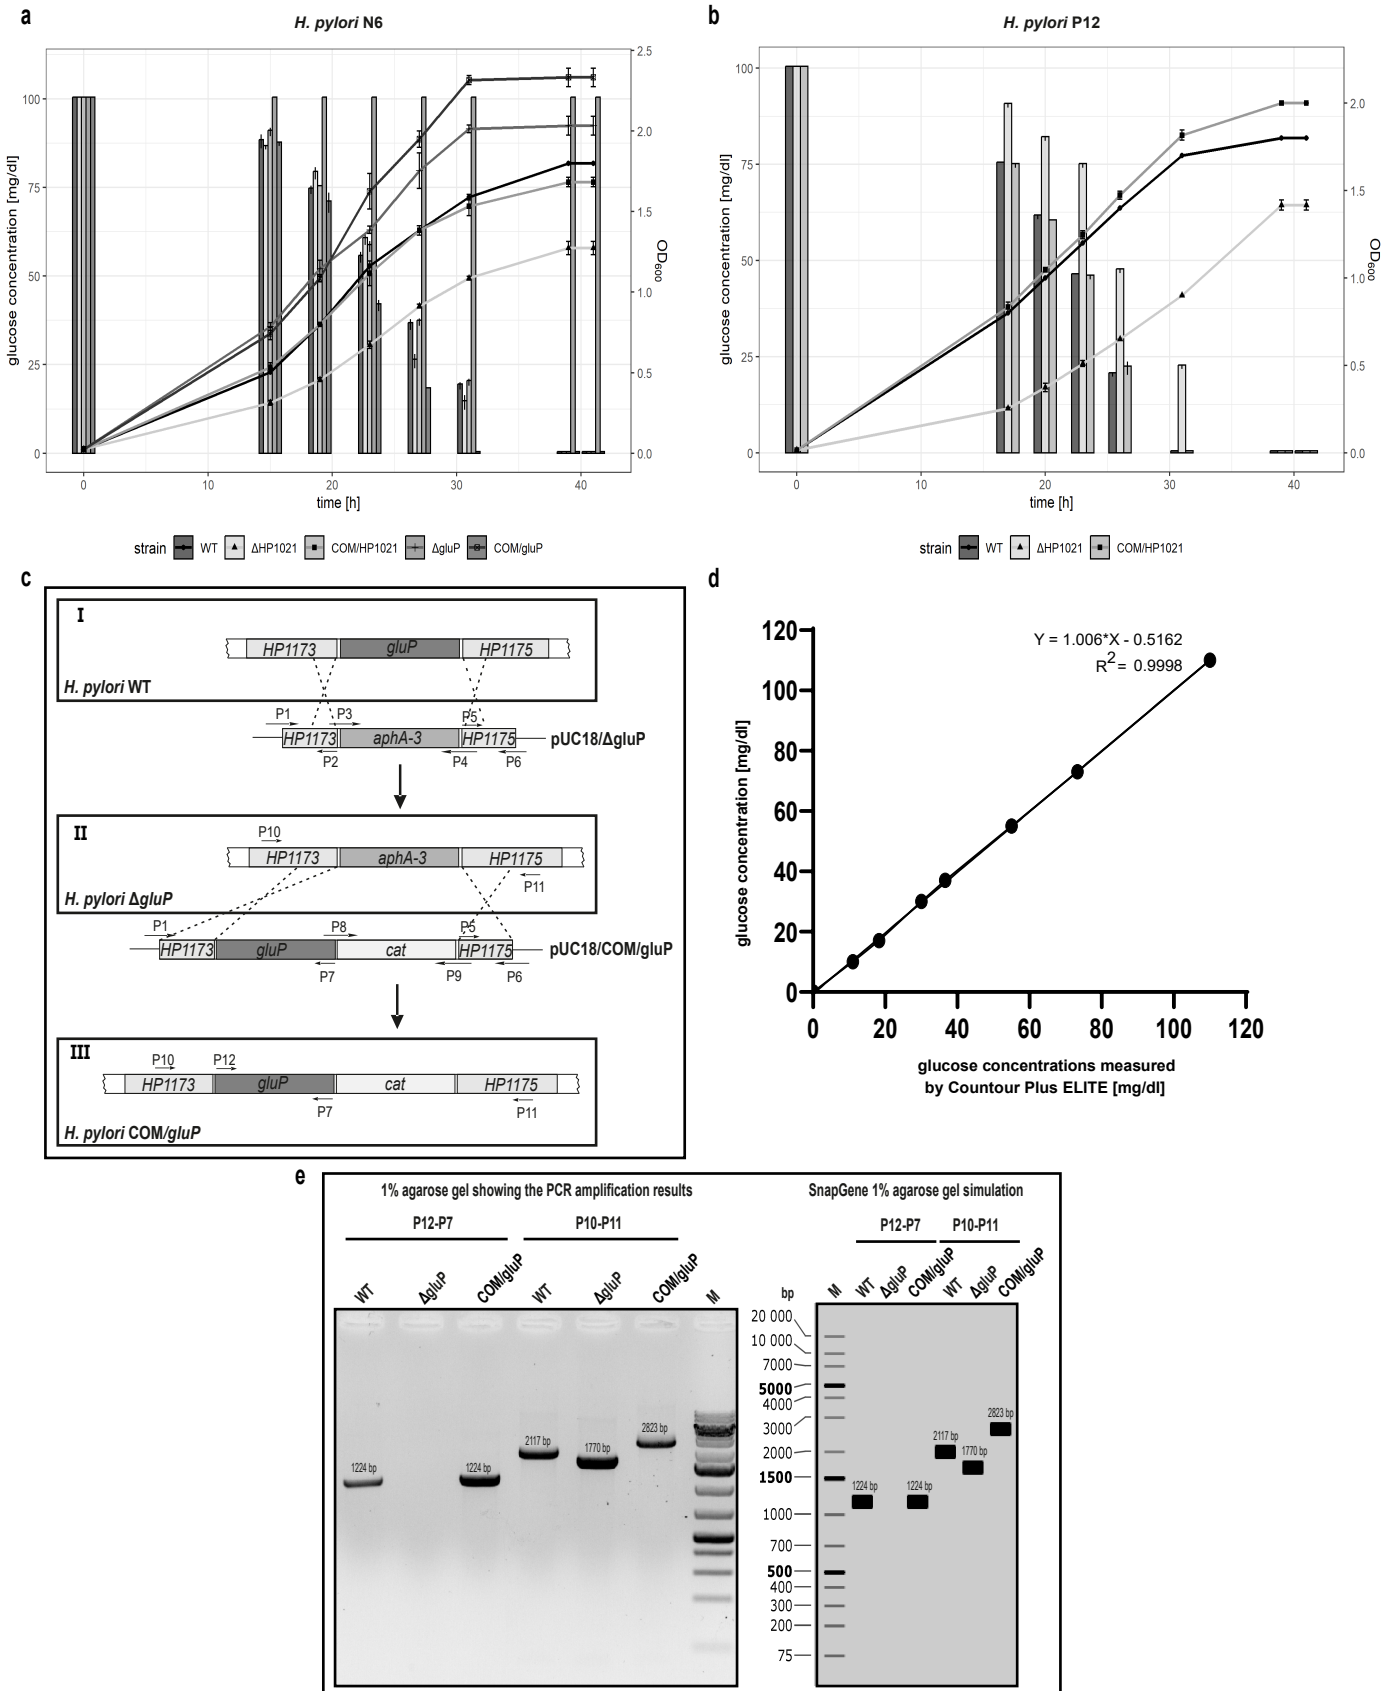 a
H. pylori N6
glucose concentration [mg/dl]
100
75
50
25
0
2.5
2.0
1.5
1.0
0.5
0.0
OD600
0 10 20 30 40
time [h]
strain WT ΔHP1021 COM/HP1021 ΔgluP COM/gluP
b
H. pylori P12
glucose concentration [mg/dl]
100
75
50
25
0
2.0
1.5
1.0
0.5
0.0
OD600
0 10 20 30 40
time [h]
strain WT ΔHP1021 COM/HP1021
c
I
HP1173 gluP HP1175
H. pylori WT
P1 P3 P5
HP1173 aphA-3 HP1175 pUC18/ΔgluP
P2 P4 P6
II
P10
HP1173 aphA-3 HP1175
P11
H. pylori ΔgluP
P1 P8 P5
HP1173 gluP cat HP1175 pUC18/COM/gluP
P7 P9 P6
III
P10 P12
HP1173 gluP cat HP1175
P7 P11
H. pylori COM/gluP
d
Y = 1.006*X - 0.5162
R2 = 0.9998
glucose concentration [mg/dl]
120
100
80
60
40
20
0
0 20 40 60 80 100 120
glucose concentrations measured
by Countour Plus ELITE [mg/dl]
e
1% agarose gel showing the PCR amplification results
P12-P7 P10-P11
WT ΔgluP COM/gluP WT ΔgluP COM/gluP M
1224 bp 1224 bp 2117 bp 1770 bp 2823 bp
SnapGene 1% agarose gel simulation
P12-P7 P10-P11
bp M WT ΔgluP COM/gluP WT ΔgluP COM/gluP
20 000
10 000
7000
5000
4000
3000
2000
1500
1000
700
500
400
300
200
75
1224 bp 1224 bp 2117 bp 1770 bp 2823 bp